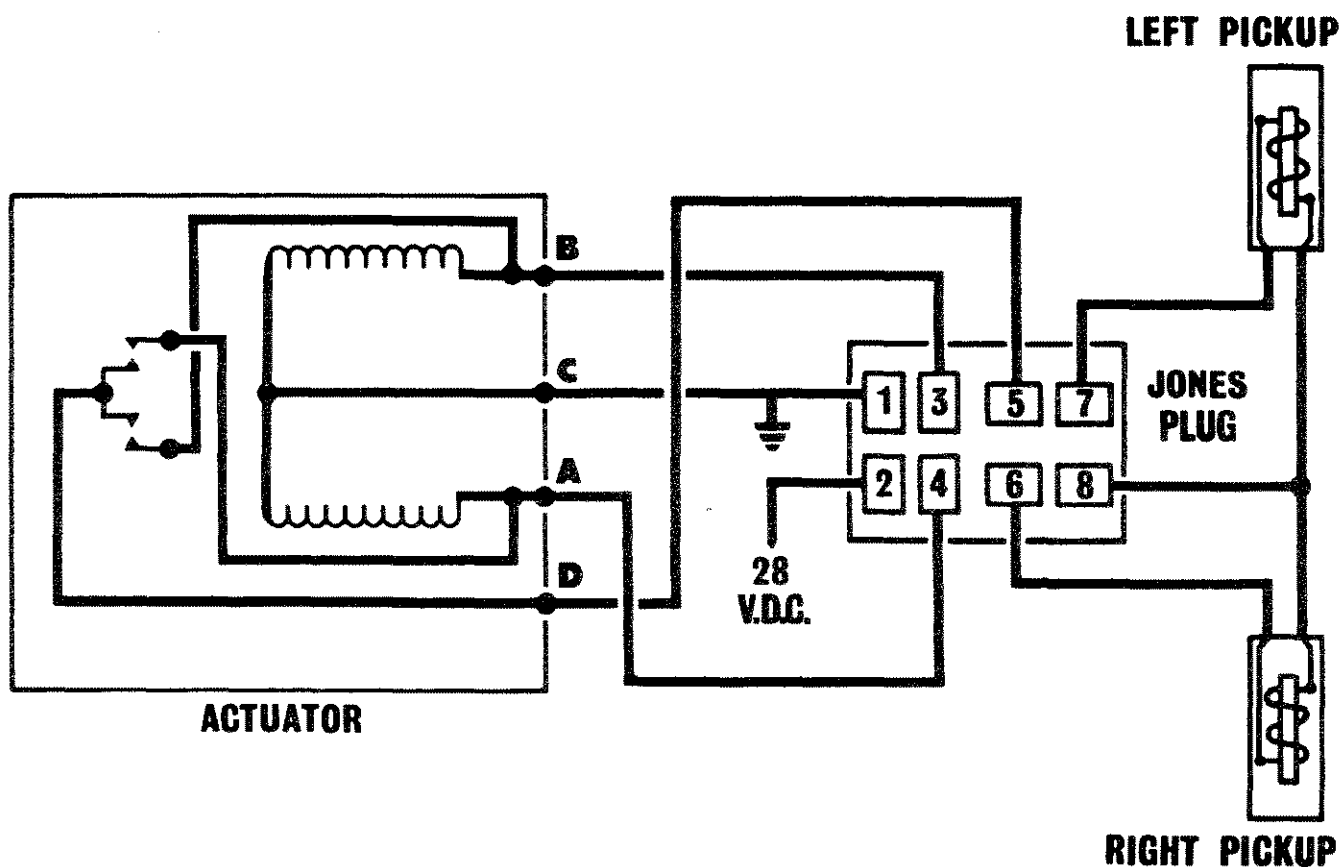 LEFT PICKUP
B
C
1 3 5 7
JONES
PLUG
A
2 4 6 8
D
28
V.D.C.
ACTUATOR
RIGHT PICKUP